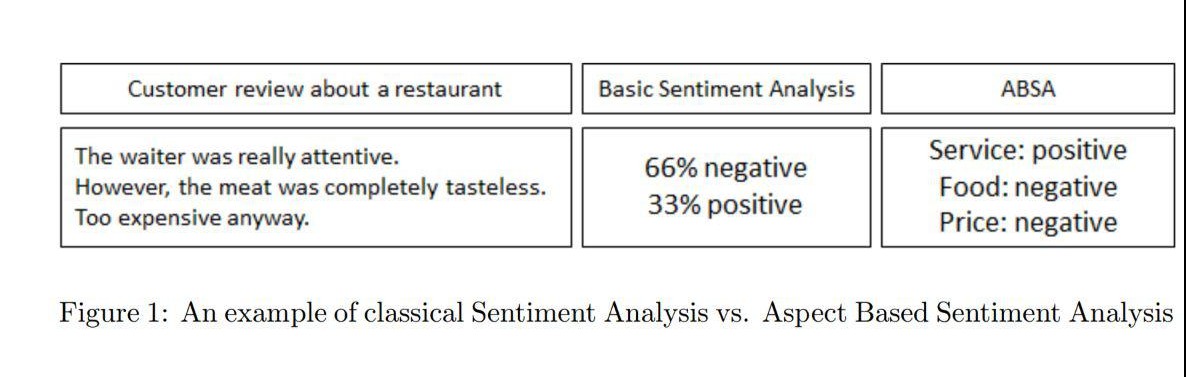 Customer review about a restaurant
Basic Sentiment Analysis
ABSA
The waiter was really attentive.
However, the meat was completely tasteless.
Too expensive anyway.
66% negative
33% positive
Service: positive
Food: negative
Price: negative
Figure 1: An example of classical Sentiment Analysis vs. Aspect Based Sentiment Analysis